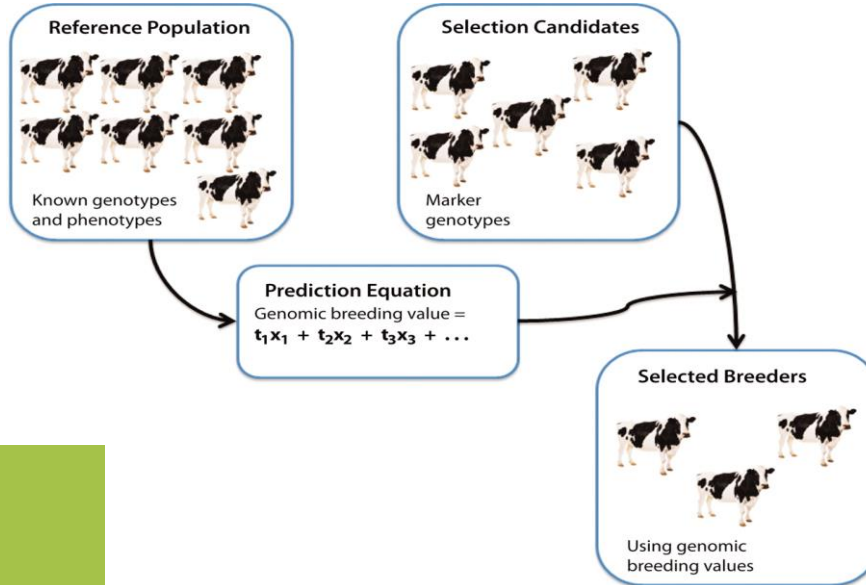 Reference Population
Known genotypes
and phenotypes
Selection Candidates
Marker
genotypes
Prediction Equation
Genomic breeding value =
t₁x₁ + t₂x₂ + t₃x₃ + ...
Selected Breeders
Using genomic
breeding values